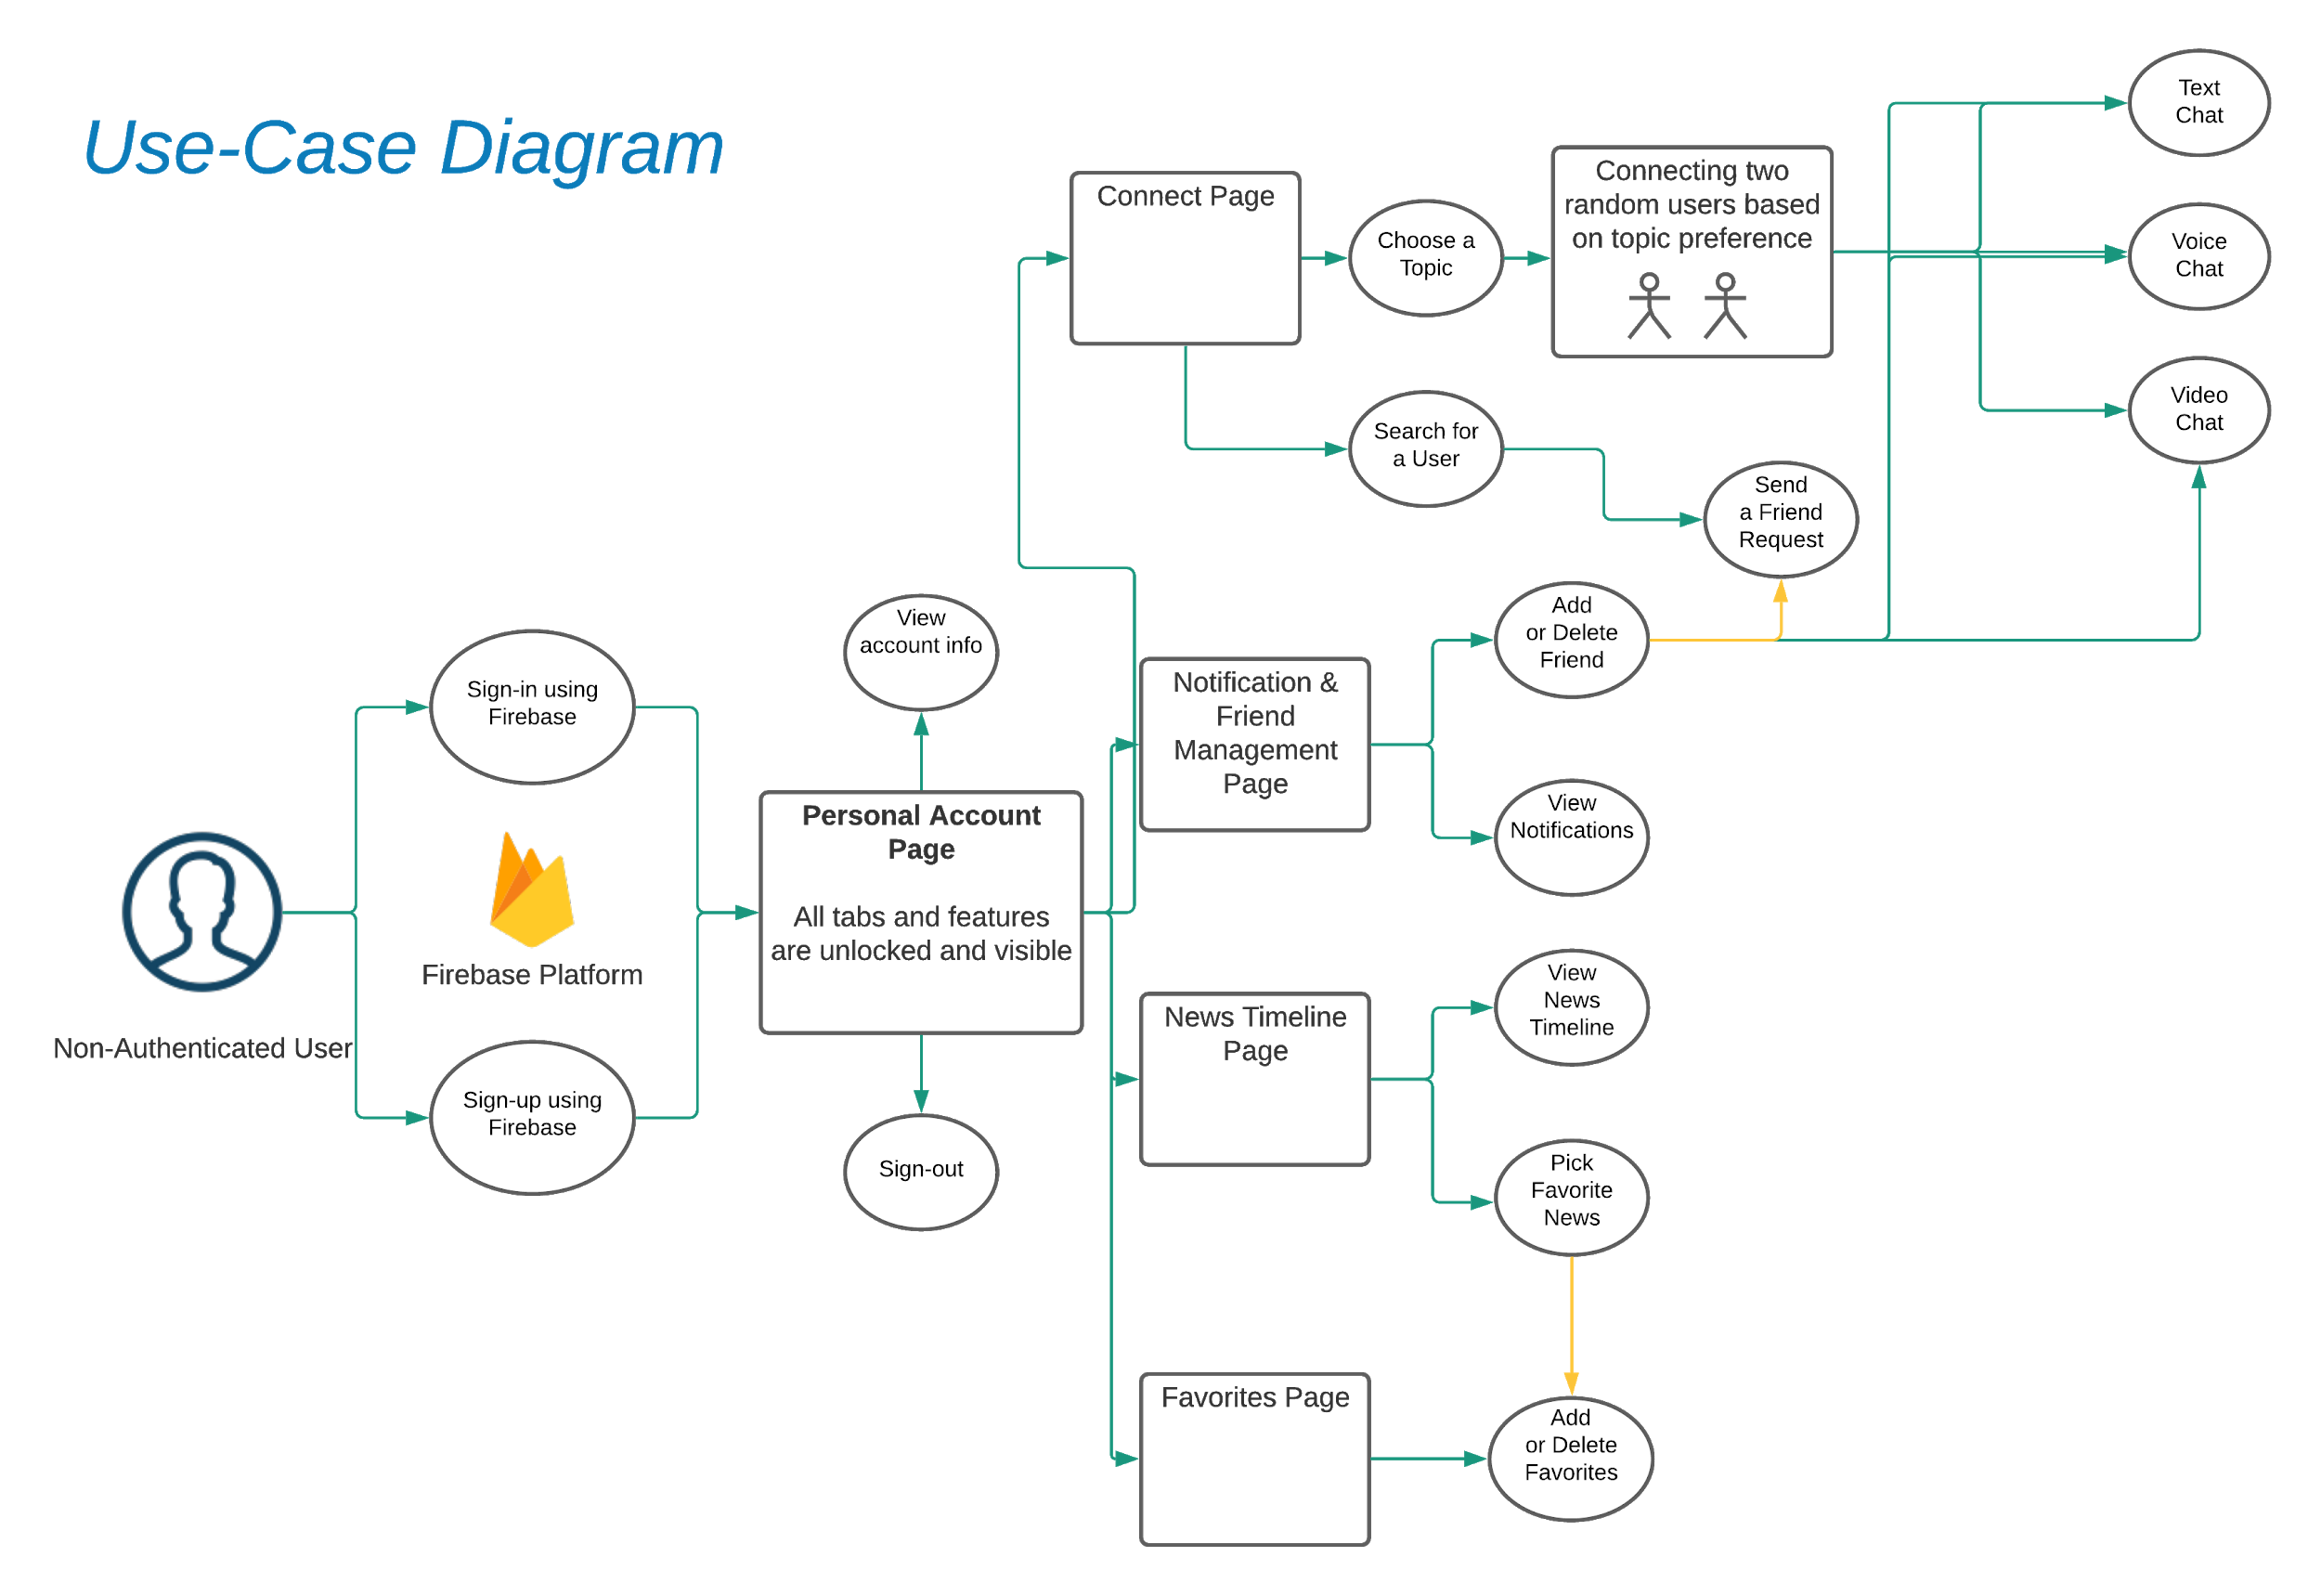 Use-Case Diagram
Text
Chat
Connect Page
Choose a
Topic
Connecting two
random users based
on topic preference
Voice
Chat
Video
Chat
Search for
a User
Send
a Friend
Request
View
account info
Add
or Delete
Friend
Sign-in using
Firebase
Notification &
Friend
Management
Page
View
Notifications
Personal Account
Page
All tabs and features
are unlocked and visible
Firebase Platform
Non-Authenticated User
News Timeline
Page
View
News
Timeline
Sign-up using
Firebase
Sign-out
Pick
Favorite
News
Favorites Page
Add
or Delete
Favorites